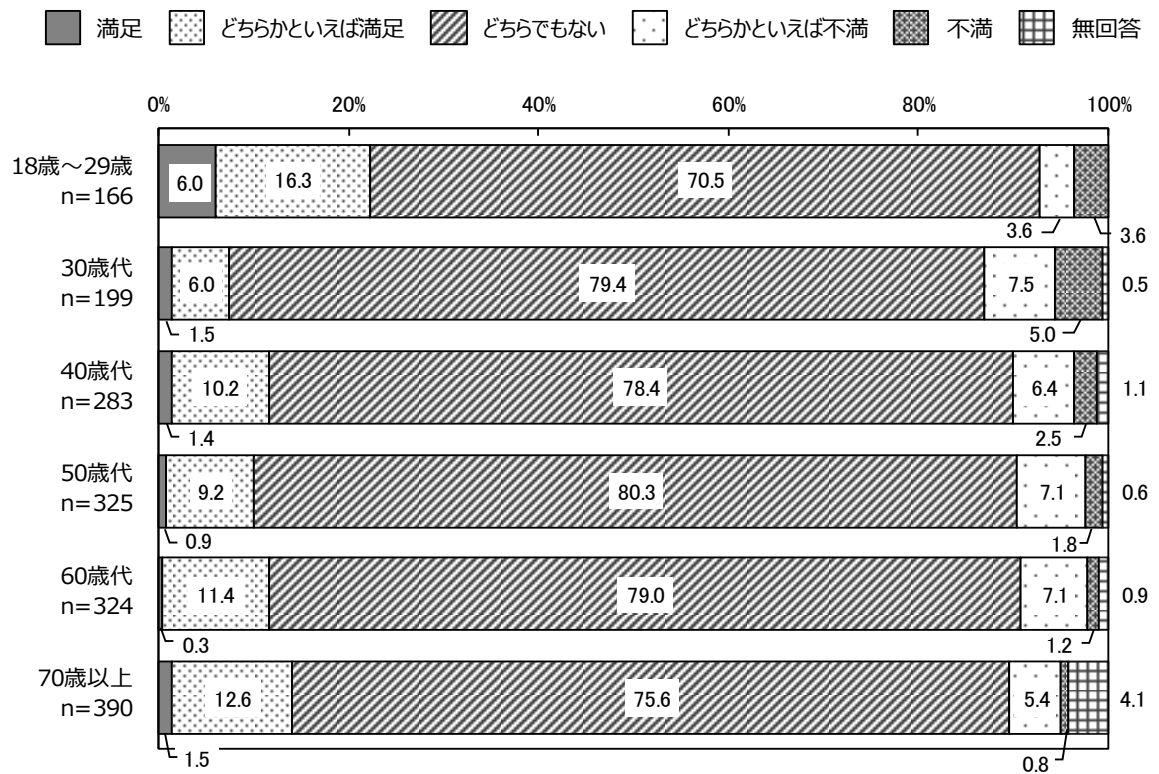 満足 どちらかといえば満足 どちらでもない どちらかといえば不満 不満 無回答
0% 20% 40% 60% 80% 100%
18歳～29歳
n=166
6.0 16.3 70.5
3.6 3.6
30歳代
n=199
6.0 79.4 7.5 0.5
1.5 5.0
40歳代
n=283
10.2 78.4 6.4 1.1
1.4 2.5
50歳代
n=325
9.2 80.3 7.1 0.6
0.9 1.8
60歳代
n=324
11.4 79.0 7.1 0.9
0.3 1.2
70歳以上
n=390
12.6 75.6 5.4 4.1
1.5 0.8